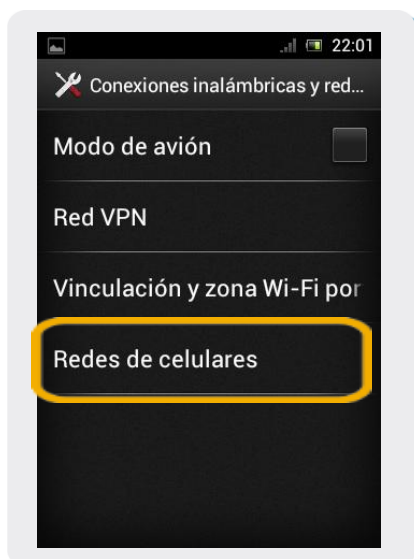 22:01
Conexiones inalámbricas y red...
Modo de avión
Red VPN
Vinculación y zona Wi-Fi por
Redes de celulares